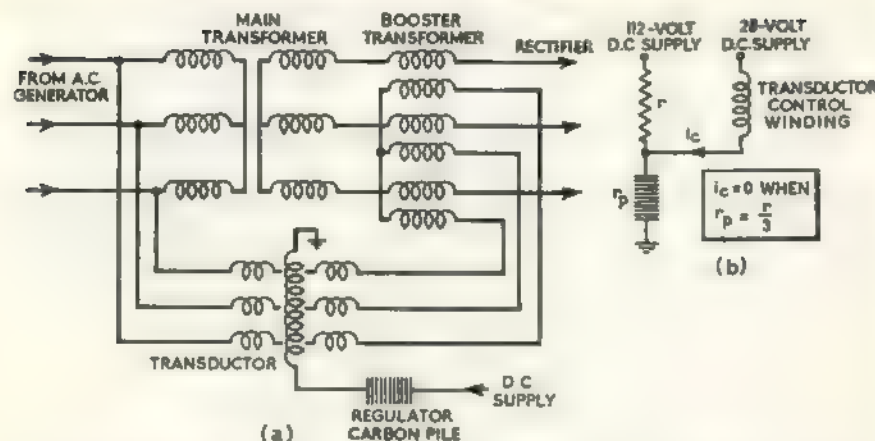 MAIN
TRANSFORMER
BOOSTER
TRANSFORMER
RECTIFIER
FROM A.C.
GENERATOR
TRANSDUCTOR
D C
SUPPLY
REGULATOR
CARBON PILE
(a)
112-VOLT
D.C SUPPLY
28-VOLT
D.C. SUPPLY
r
TRANSDUCTOR
CONTROL
WINDING
ic
rp
ic = 0 WHEN
rp = r/3
(b)